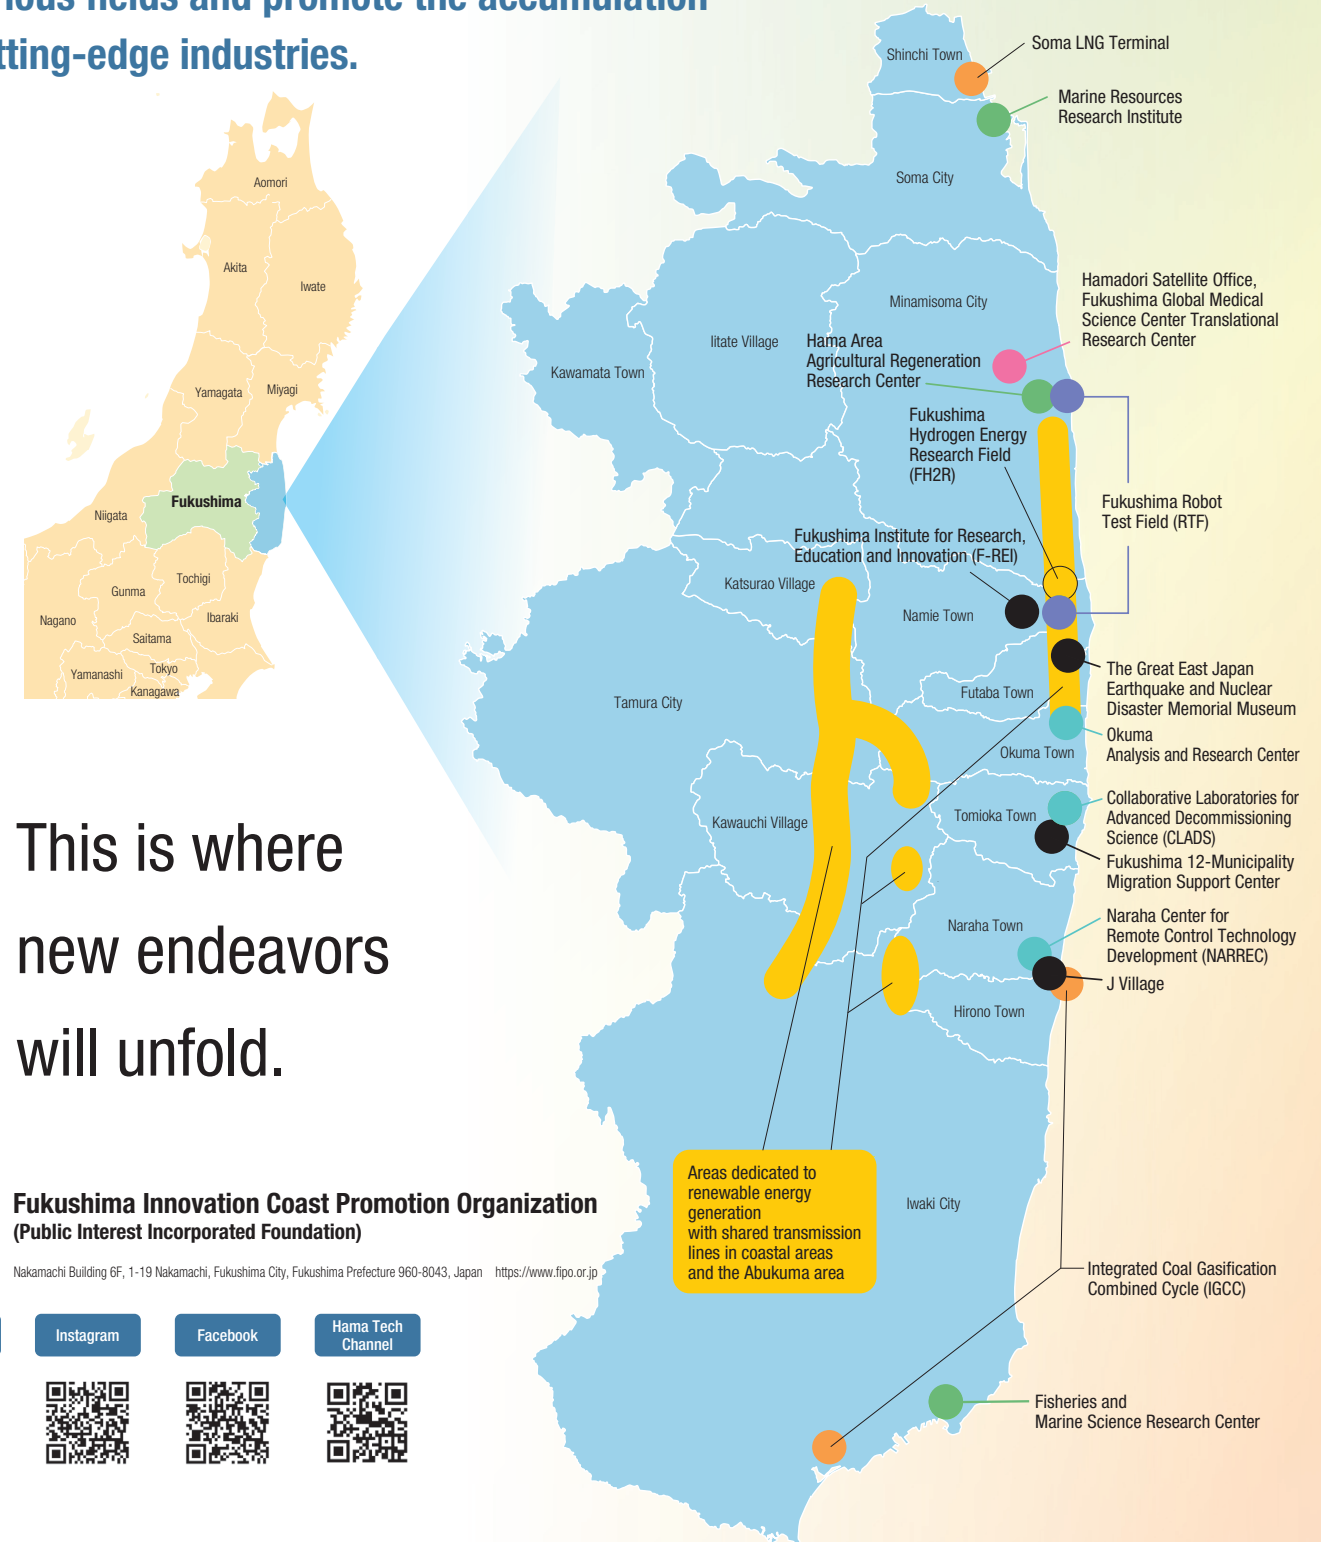 ious fields and promote the accumulation
tting-edge industries.
Aomori
Akita
Iwate
Yamagata
Miyagi
Fukushima
Niigata
Gunma
Tochigi
Nagano
Ibaraki
Saitama
Yamanashi
Tokyo
Kanagawa
Shinchi Town
Soma LNG Terminal
Marine Resources
Research Institute
Soma City
Minamisoma City
Hamadori Satellite Office,
Fukushima Global Medical
Science Center Translational
Research Center
Iitate Village
Kawamata Town
Hama Area
Agricultural Regeneration
Research Center
Fukushima
Hydrogen Energy
Research Field
(FH2R)
Fukushima Robot
Test Field (RTF)
Fukushima Institute for Research,
Education and Innovation (F-REI)
Katsurao Village
Namie Town
Tamura City
Futaba Town
The Great East Japan
Earthquake and Nuclear
Disaster Memorial Museum
Okuma
Analysis and Research Center
Okuma Town
Kawauchi Village
Tomioka Town
Collaborative Laboratories for
Advanced Decommissioning
Science (CLADS)
Fukushima 12-Municipality
Migration Support Center
Naraha Town
Naraha Center for
Remote Control Technology
Development (NARREC)
J Village
Hirono Town
Areas dedicated to
renewable energy
generation
with shared transmission
lines in coastal areas
and the Abukuma area
Iwaki City
Integrated Coal Gasification
Combined Cycle (IGCC)
Fisheries and
Marine Science Research Center
This is where
new endeavors
will unfold.
Fukushima Innovation Coast Promotion Organization
(Public Interest Incorporated Foundation)
Nakamachi Building 6F, 1-19 Nakamachi, Fukushima City, Fukushima Prefecture 960-8043, Japan https://www.fipo.or.jp
Instagram
Facebook
Hama Tech
Channel